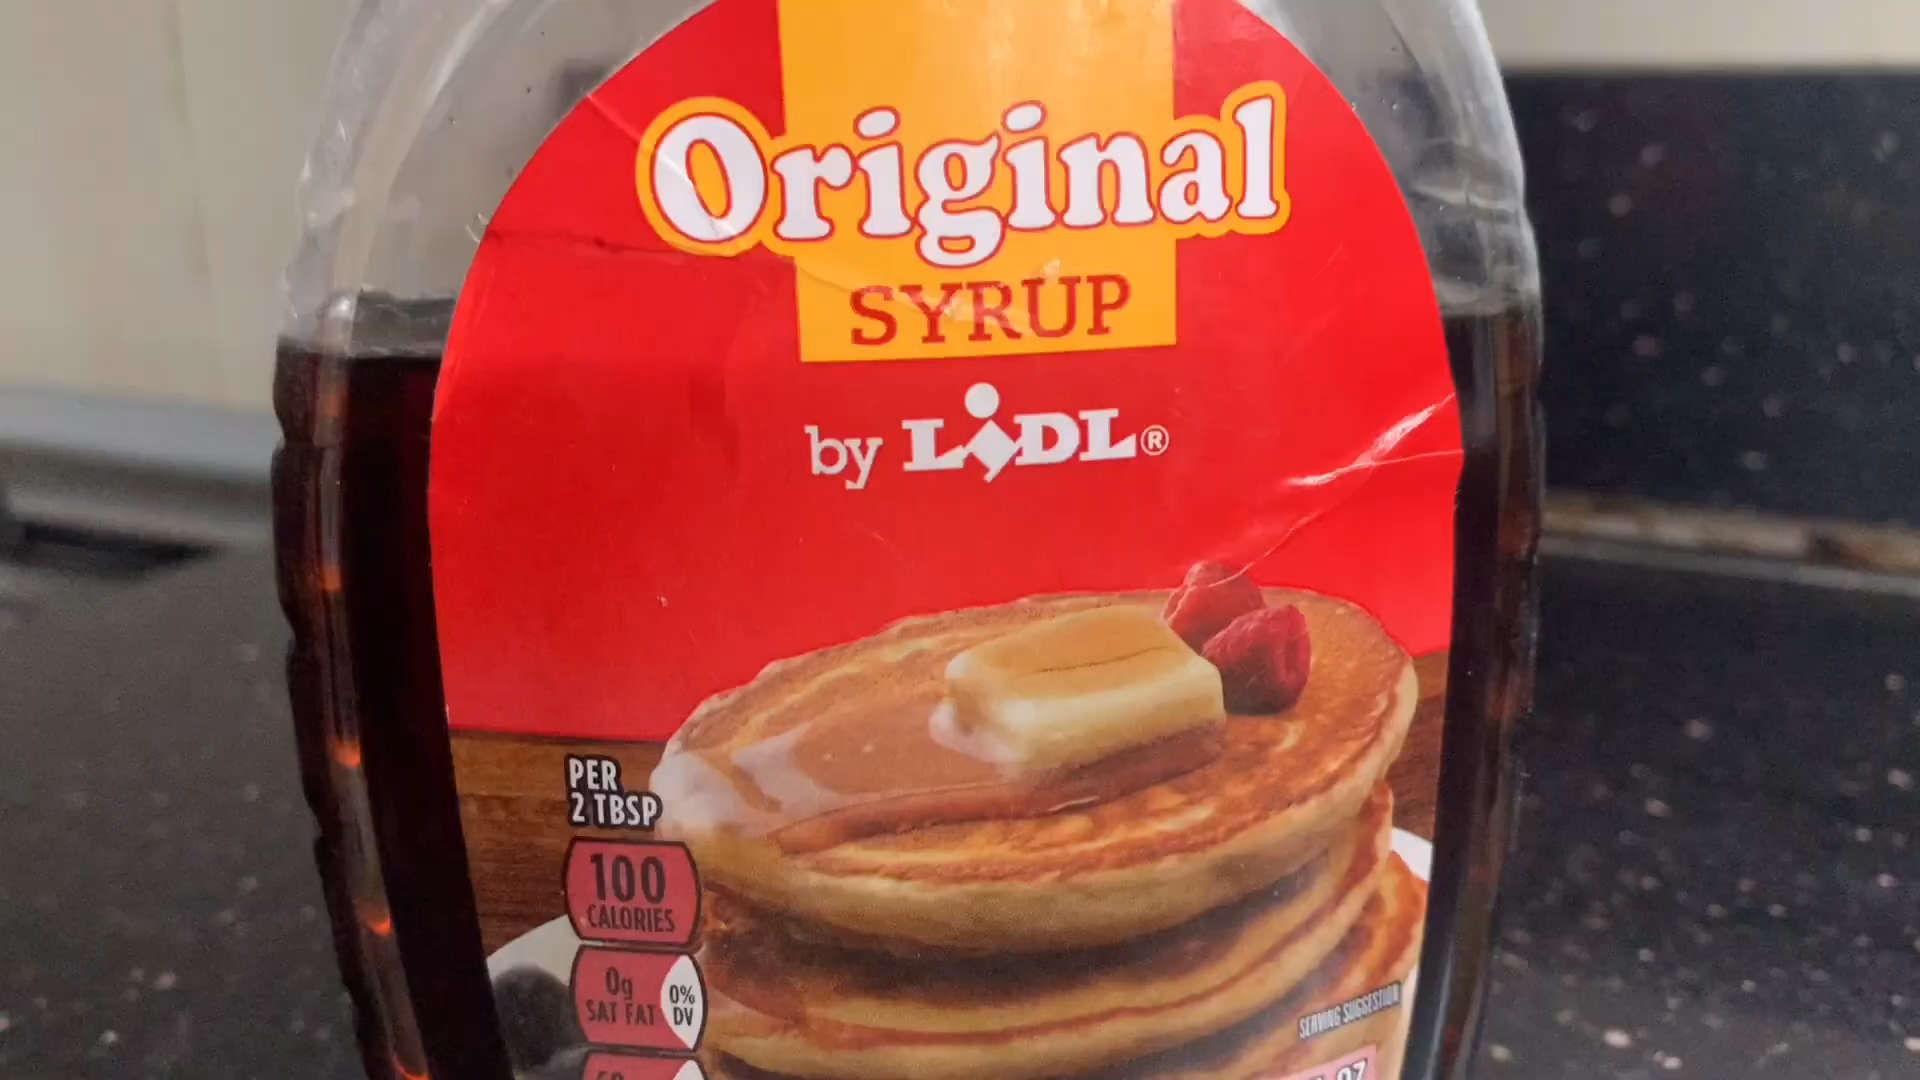 Original
SYRUP
by LIDL®
PER
2 TBSP
100
CALORIES
0g
SAT FAT
0%
DV
SERVING SUGGESTION